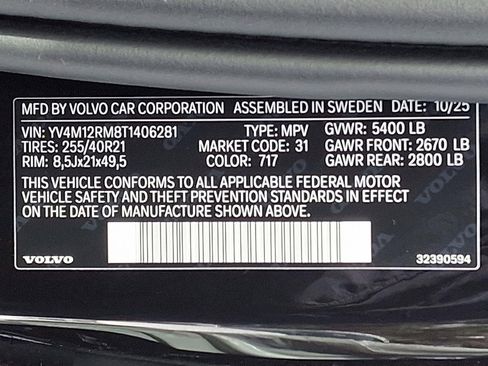 MFD BY VOLVO CAR CORPORATION ASSEMBLED IN SWEDEN DATE: 10/25
VIN: YV4M12RM8T1406281 TYPE: MPV GVWR: 5400 LB
TIRES: 255/40R21 MARKET CODE: 31 GAWR FRONT: 2670 LB
RIM: 8,5Jx21x49,5 COLOR: 717 GAWR REAR: 2800 LB
THIS VEHICLE CONFORMS TO ALL APPLICABLE FEDERAL MOTOR
VEHICLE SAFETY AND THEFT PREVENTION STANDARDS IN EFFECT
ON THE DATE OF MANUFACTURE SHOWN ABOVE.
VOLVO 32390594